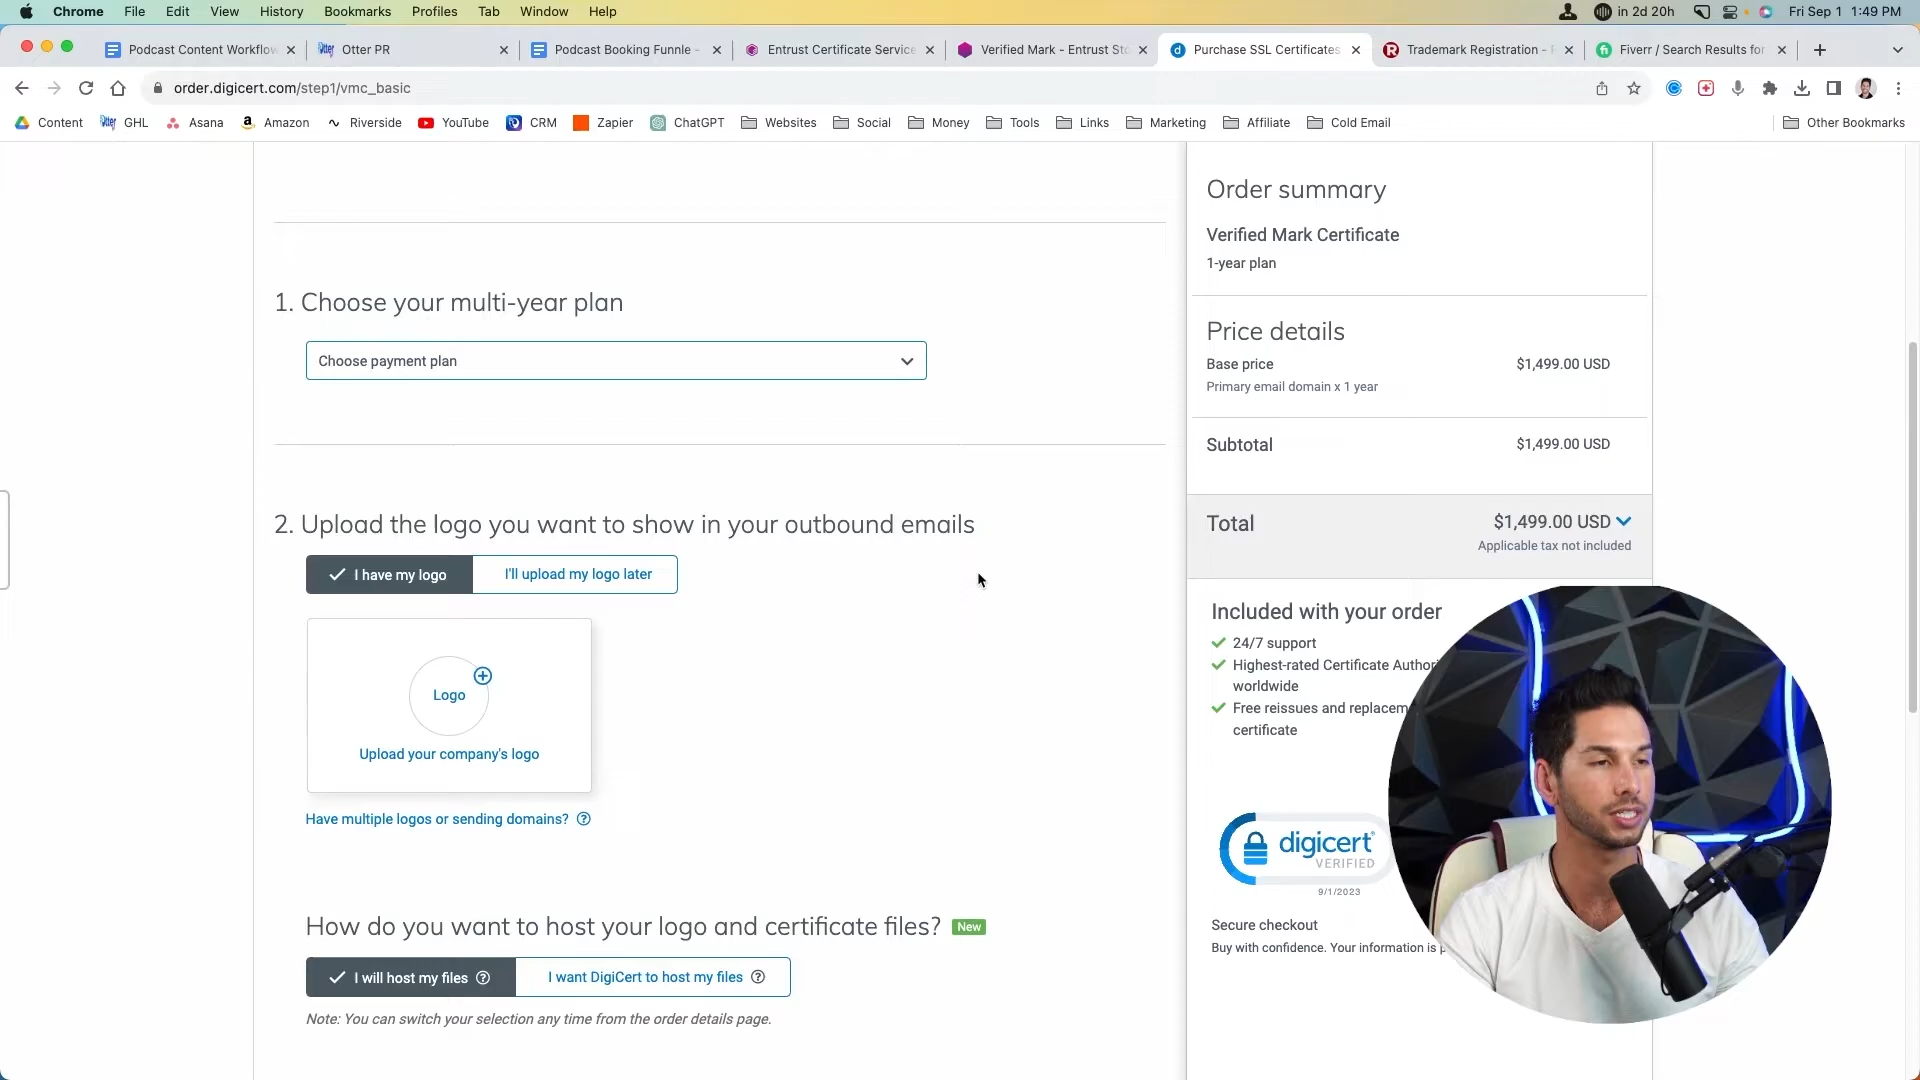 Chrome File Edit View History Bookmarks Profiles Tab Window Help in 2d 20h Fri Sep 1 1:49 PM
Podcast Content Workflow Otter PR Podcast Booking Funnle - Entrust Certificate Service Verified Mark - Entrust Sto Purchase SSL Certificates Trademark Registration - Fiverr / Search Results for
order.digicert.com/step1/vmc_basic
Content GHL Asana Amazon Riverside YouTube CRM Zapier ChatGPT Websites Social Money Tools Links Marketing Affiliate Cold Email Other Bookmarks
1. Choose your multi-year plan
Choose payment plan
2. Upload the logo you want to show in your outbound emails
I have my logo
I'll upload my logo later
Logo
Upload your company's logo
Have multiple logos or sending domains?
How do you want to host your logo and certificate files? New
I will host my files
I want DigiCert to host my files
Note: You can switch your selection any time from the order details page.
Order summary
Verified Mark Certificate
1-year plan
Price details
Base price $1,499.00 USD
Primary email domain x 1 year
Subtotal $1,499.00 USD
Total $1,499.00 USD
Applicable tax not included
Included with your order
24/7 support
Highest-rated Certificate Authori
worldwide
Free reissues and replacem
certificate
digicert
VERIFIED
9/1/2023
Secure checkout
Buy with confidence. Your information is p